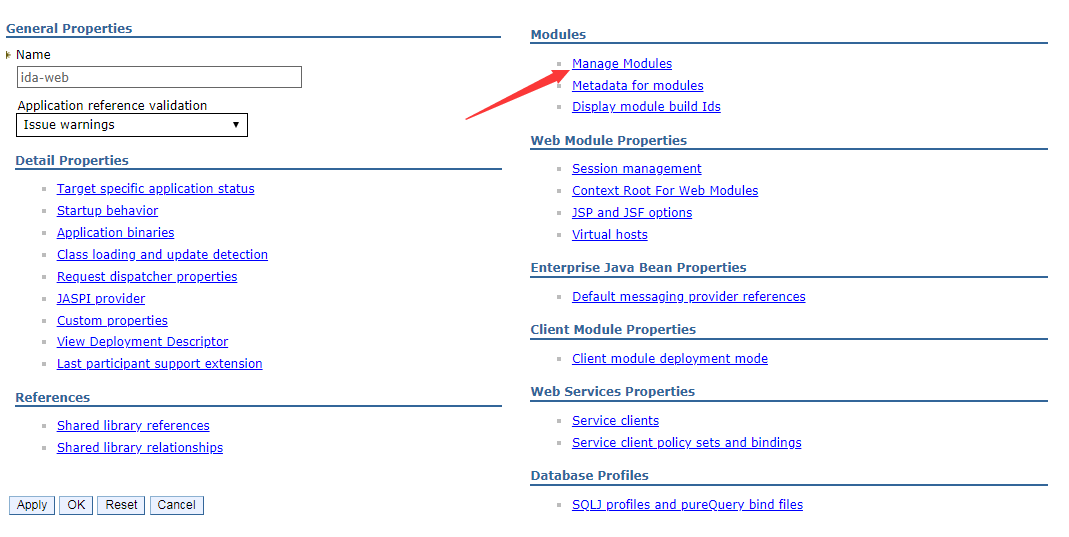 General Properties
Name
ida-web
Application reference validation
Issue warnings
Detail Properties
Target specific application status
Startup behavior
Application binaries
Class loading and update detection
Request dispatcher properties
JASPI provider
Custom properties
View Deployment Descriptor
Last participant support extension
References
Shared library references
Shared library relationships
Apply OK Reset Cancel
Modules
Manage Modules
Metadata for modules
Display module build Ids
Web Module Properties
Session management
Context Root For Web Modules
JSP and JSF options
Virtual hosts
Enterprise Java Bean Properties
Default messaging provider references
Client Module Properties
Client module deployment mode
Web Services Properties
Service clients
Service client policy sets and bindings
Database Profiles
SQLJ profiles and pureQuery bind files